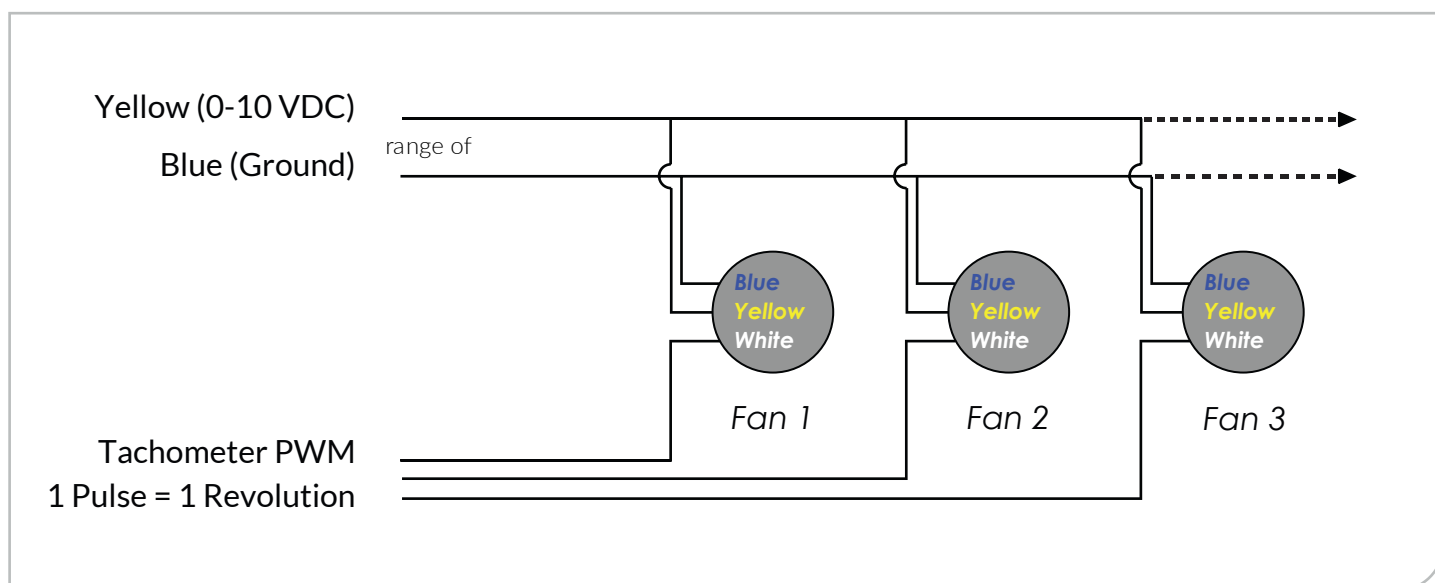 Yellow (0-10 VDC)
range of
Blue (Ground)
Blue
Yellow
White
Fan 1
Blue
Yellow
White
Fan 2
Blue
Yellow
White
Fan 3
Tachometer PWM
1 Pulse = 1 Revolution